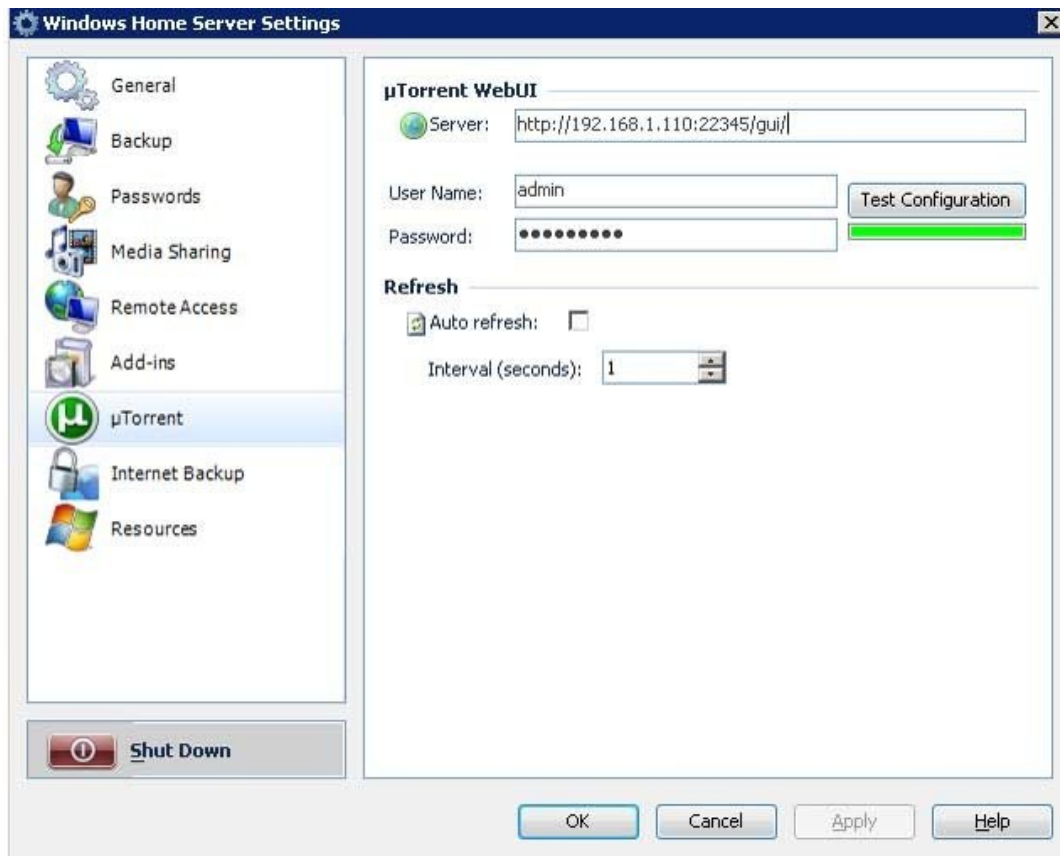 Windows Home Server Settings
General
Backup
Passwords
Media Sharing
Remote Access
Add-ins
µTorrent
Internet Backup
Resources
Shut Down
µTorrent WebUI
Server: http://192.168.1.110:22345/gui/
User Name: admin
Test Configuration
Password: •••••••••
Refresh
Auto refresh:
Interval (seconds): 1
OK Cancel Apply Help